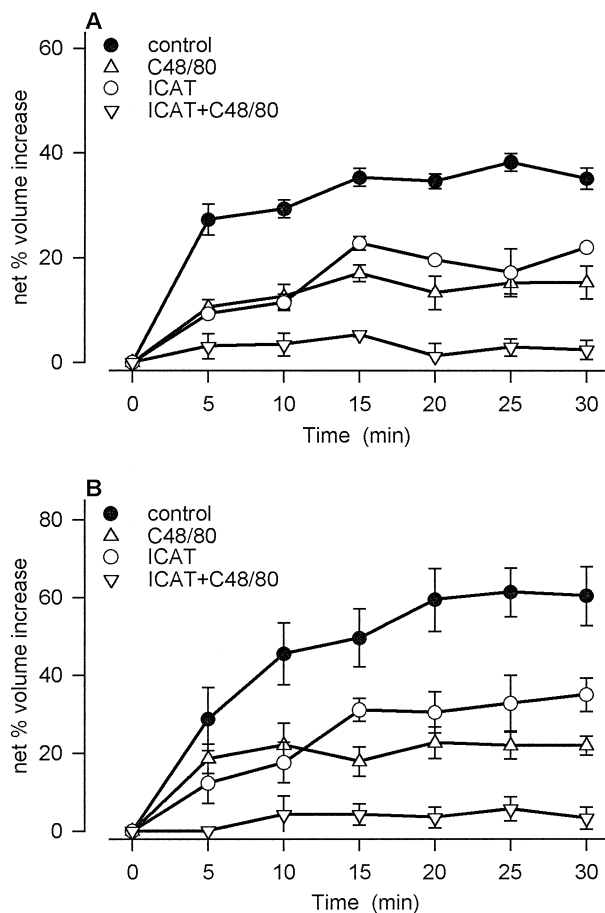 A
60
40
20
0
net % volume increase
control
C48/80
ICAT
ICAT+C48/80
0 5 10 15 20 25 30
Time (min)
B
80
60
40
20
0
net % volume increase
control
C48/80
ICAT
ICAT+C48/80
0 5 10 15 20 25 30
Time (min)